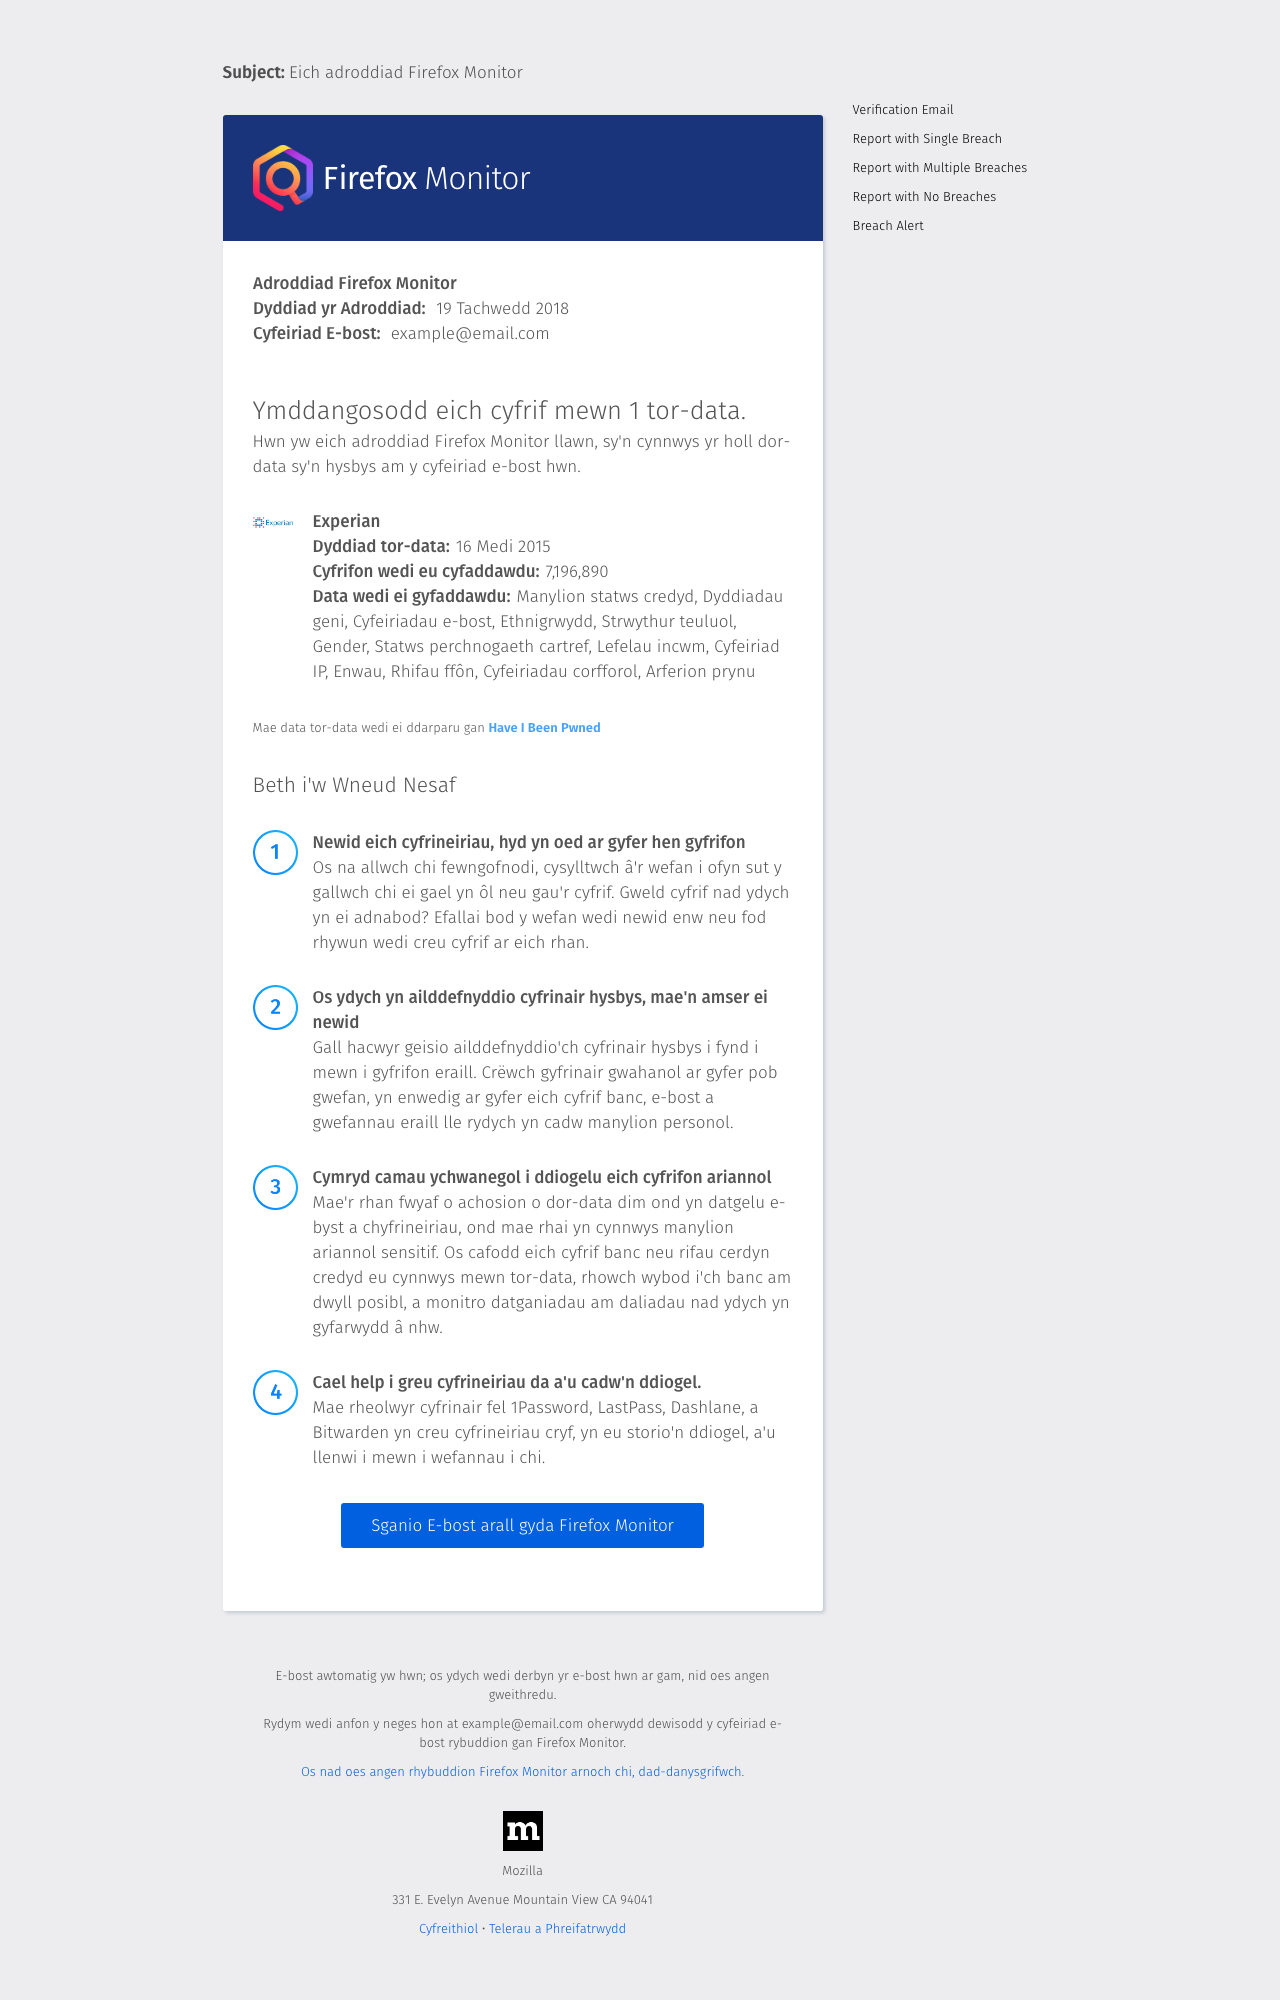 Subject: Eich adroddiad Firefox Monitor
Verification Email
Report with Single Breach
Report with Multiple Breaches
Report with No Breaches
Breach Alert
Firefox Monitor
Adroddiad Firefox Monitor
Dyddiad yr Adroddiad: 19 Tachwedd 2018
Cyfeiriad E-bost: example@email.com
Ymddangosodd eich cyfrif mewn 1 tor-data.
Hwn yw eich adroddiad Firefox Monitor llawn, sy'n cynnwys yr holl dor-
data sy'n hysbys am y cyfeiriad e-bost hwn.
Experian
Experian
Dyddiad tor-data: 16 Medi 2015
Cyfrifon wedi eu cyfaddawdu: 7,196,890
Data wedi ei gyfaddawdu: Manylion statws credyd, Dyddiadau
geni, Cyfeiriadau e-bost, Ethnigrwydd, Strwythur teuluol,
Gender, Statws perchnogaeth cartref, Lefelau incwm, Cyfeiriad
IP, Enwau, Rhifau ffôn, Cyfeiriadau corfforol, Arferion prynu
Mae data tor-data wedi ei ddarparu gan Have I Been Pwned
Beth i'w Wneud Nesaf
1
Newid eich cyfrineiriau, hyd yn oed ar gyfer hen gyfrifon
Os na allwch chi fewngofnodi, cysylltwch â'r wefan i ofyn sut y
gallwch chi ei gael yn ôl neu gau'r cyfrif. Gweld cyfrif nad ydych
yn ei adnabod? Efallai bod y wefan wedi newid enw neu fod
rhywun wedi creu cyfrif ar eich rhan.
2
Os ydych yn ailddefnyddio cyfrinair hysbys, mae'n amser ei
newid
Gall hacwyr geisio ailddefnyddio'ch cyfrinair hysbys i fynd i
mewn i gyfrifon eraill. Crëwch gyfrinair gwahanol ar gyfer pob
gwefan, yn enwedig ar gyfer eich cyfrif banc, e-bost a
gwefannau eraill lle rydych yn cadw manylion personol.
3
Cymryd camau ychwanegol i ddiogelu eich cyfrifon ariannol
Mae'r rhan fwyaf o achosion o dor-data dim ond yn datgelu e-
byst a chyfrineiriau, ond mae rhai yn cynnwys manylion
ariannol sensitif. Os cafodd eich cyfrif banc neu rifau cerdyn
credyd eu cynnwys mewn tor-data, rhowch wybod i'ch banc am
dwyll posibl, a monitro datganiadau am daliadau nad ydych yn
gyfarwydd â nhw.
4
Cael help i greu cyfrineiriau da a'u cadw'n ddiogel.
Mae rheolwyr cyfrinair fel 1Password, LastPass, Dashlane, a
Bitwarden yn creu cyfrineiriau cryf, yn eu storio'n ddiogel, a'u
llenwi i mewn i wefannau i chi.
Sganio E-bost arall gyda Firefox Monitor
E-bost awtomatig yw hwn; os ydych wedi derbyn yr e-bost hwn ar gam, nid oes angen
gweithredu.
Rydym wedi anfon y neges hon at example@email.com oherwydd dewisodd y cyfeiriad e-
bost rybuddion gan Firefox Monitor.
Os nad oes angen rhybuddion Firefox Monitor arnoch chi, dad-danysgrifwch.
m
Mozilla
331 E. Evelyn Avenue Mountain View CA 94041
Cyfreithiol • Telerau a Phreifatrwydd